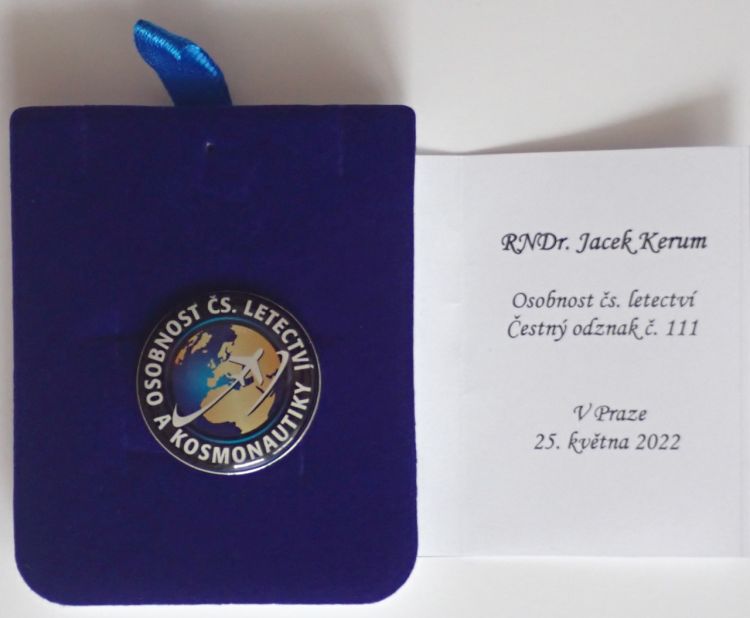 OSOBNOST ČS. LETECTVÍ
A KOSMONAUTIKY
RNDr. Jacek Kerum
Osobnost čs. letectví
Čestný odznak č. 111
V Praze
25. května 2022